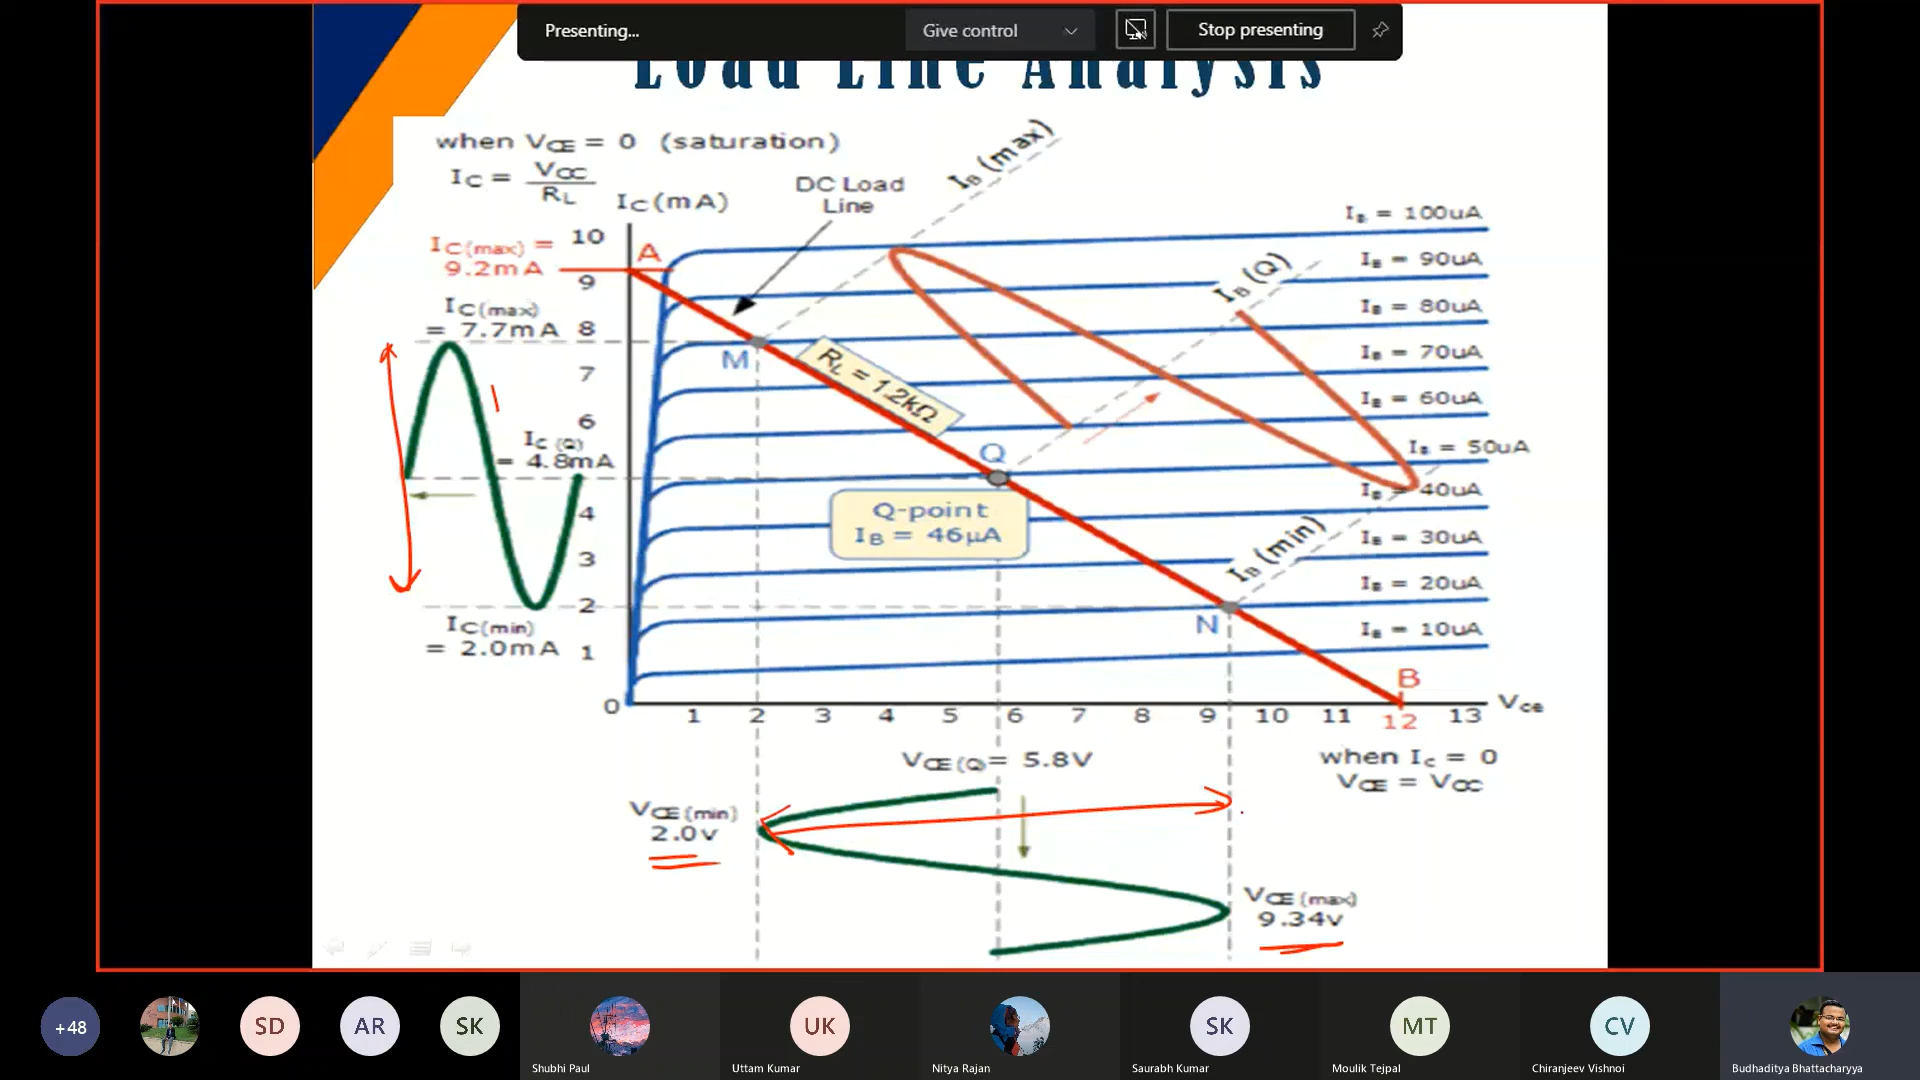 Presenting...
Give control
Stop presenting
Load Line Analysis
when VCE = 0 (saturation)
IC = VCC / RL
IC (mA)
DC Load
Line
IB (max)
IC(max) =
9.2mA
IC(max)
= 7.7mA
IC (Q)
= 4.8mA
IC(min)
= 2.0mA
10
9
8
7
6
4
3
2
1
0
A
M
RL = 1.2kΩ
Q
Q-point
IB = 46µA
IB (Q)
IB (min)
N
B
IB = 100uA
IB = 90uA
IB = 80uA
IB = 70uA
IB = 60uA
IB = 50uA
IB = 40uA
IB = 30uA
IB = 20uA
IB = 10uA
1 2 3 4 5 6 7 8 9 10 11 12 13
Vce
VCE (Q) = 5.8V
when Ic = 0
VCE = VCC
VCE (min)
2.0v
VCE (max)
9.34v
+48
SD
AR
SK
Shubhi Paul
UK
Uttam Kumar
Nitya Rajan
SK
Saurabh Kumar
MT
Moulik Tejpal
CV
Chiranjeev Vishnoi
Budhaditya Bhattacharyya